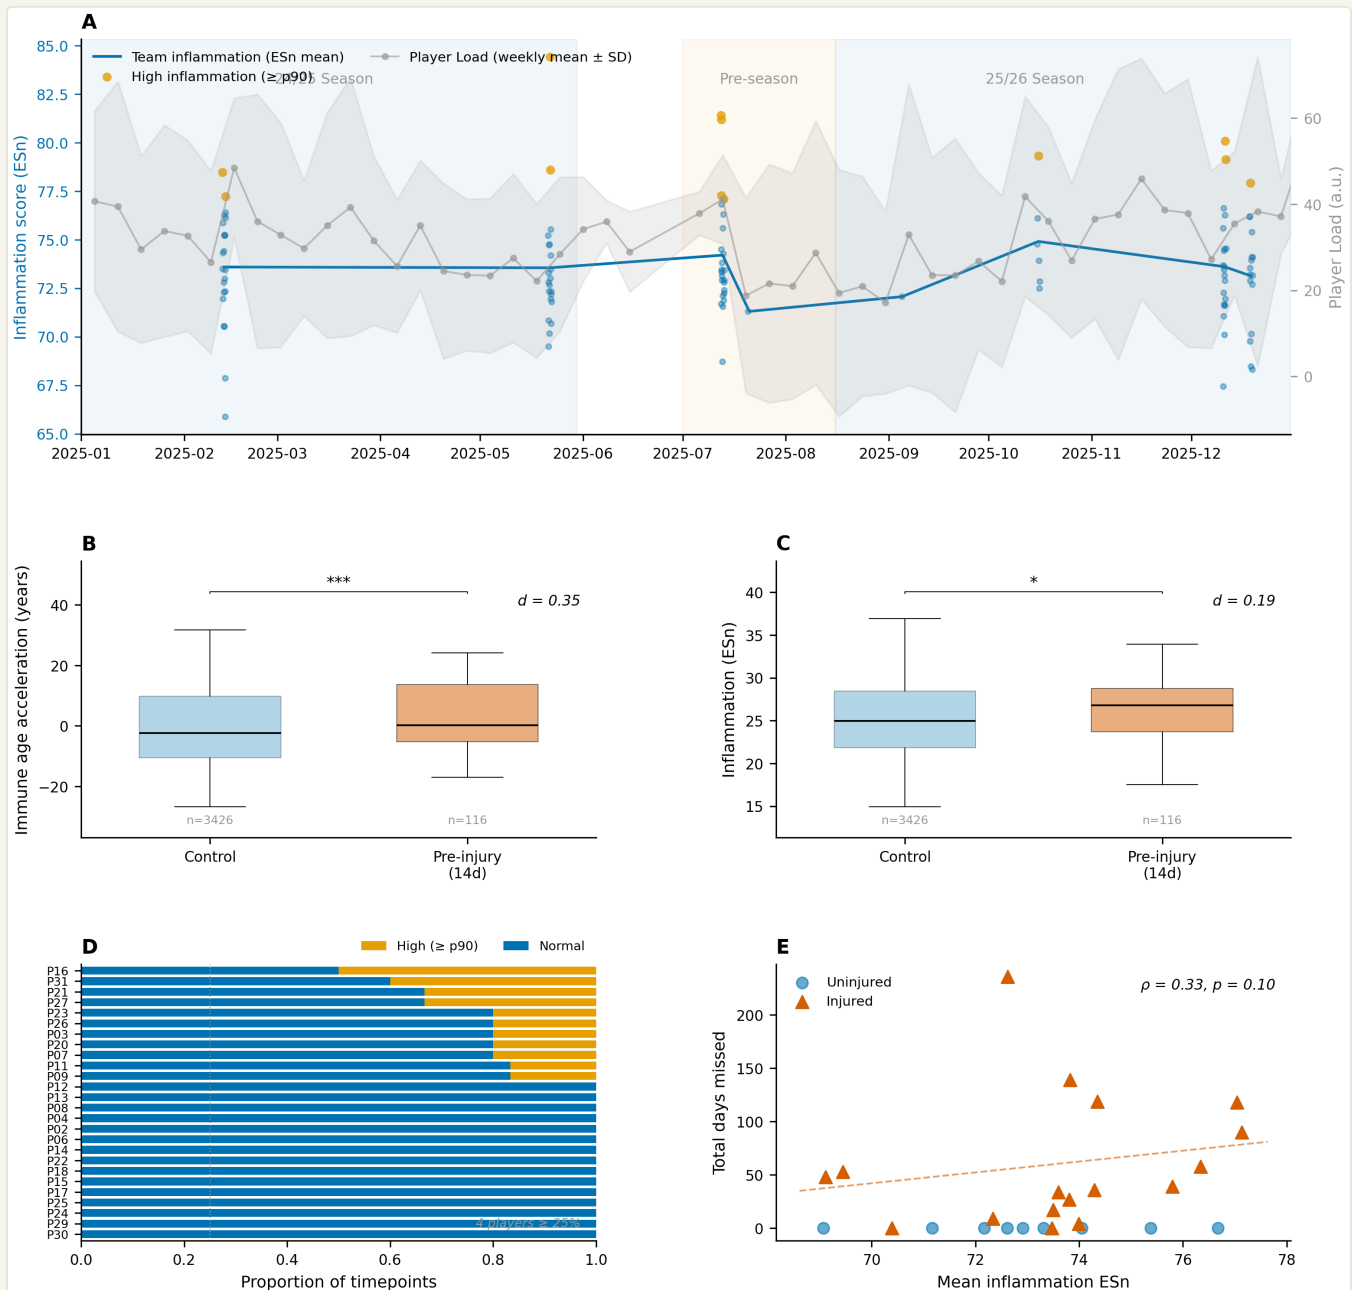 A
Team inflammation (ESn mean)
High inflammation (≥ p90)
Player Load (weekly mean ± SD)
24/25 Season
Pre-season
25/26 Season
Inflammation score (ESn)
85.0
82.5
80.0
77.5
75.0
72.5
70.0
67.5
65.0
Player Load (a.u.)
60
40
20
0
2025-01 2025-02 2025-03 2025-04 2025-05 2025-06 2025-07 2025-08 2025-09 2025-10 2025-11 2025-12
B
Immune age acceleration (years)
40
20
0
−20
***
d = 0.35
n=3426
n=116
Control
Pre-injury
(14d)
C
Inflammation (ESn)
40
35
30
25
20
15
*
d = 0.19
n=3426
n=116
Control
Pre-injury
(14d)
D
High (≥ p90)
Normal
P16
P31
P21
P27
P23
P26
P03
P20
P07
P11
P09
P12
P13
P08
P04
P02
P06
P14
P22
P18
P15
P17
P25
P24
P29
P30
4 players ≥ 25%
0.0 0.2 0.4 0.6 0.8 1.0
Proportion of timepoints
E
Uninjured
Injured
ρ = 0.33, p = 0.10
Total days missed
200
150
100
50
0
70 72 74 76 78
Mean inflammation ESn